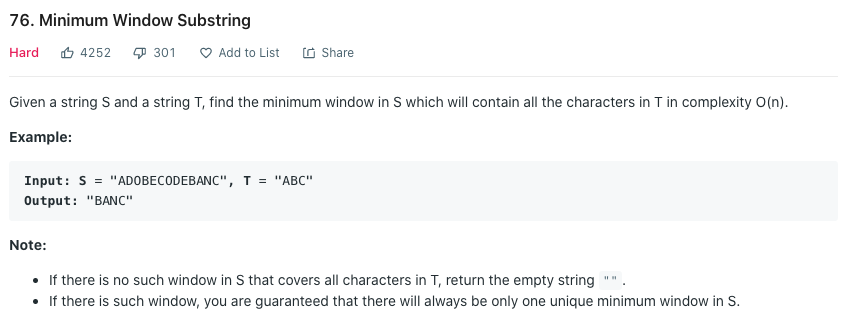 76. Minimum Window Substring
Hard 4252 301 Add to List Share
Given a string S and a string T, find the minimum window in S which will contain all the characters in T in complexity O(n).
Example:
Input: S = "ADOBECODEBANC", T = "ABC"
Output: "BANC"
Note:
• If there is no such window in S that covers all characters in T, return the empty string "".
• If there is such window, you are guaranteed that there will always be only one unique minimum window in S.